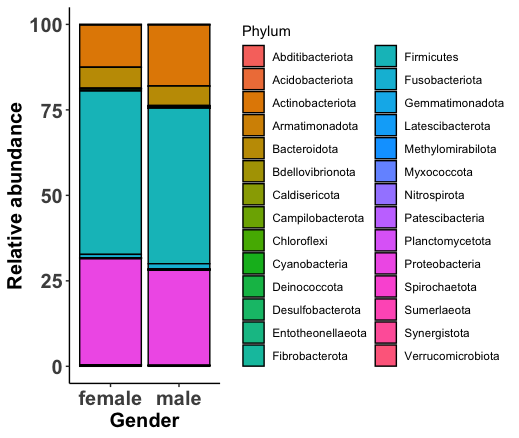 Relative abundance
100
75
50
25
0
female male
Gender
Phylum
Abditibacteriota
Acidobacteriota
Actinobacteriota
Armatimonadota
Bacteroidota
Bdellovibrionota
Caldisericota
Campilobacterota
Chloroflexi
Cyanobacteria
Deinococcota
Desulfobacterota
Entotheonellaeota
Fibrobacterota
Firmicutes
Fusobacteriota
Gemmatimonadota
Latescibacterota
Methylomirabilota
Myxococcota
Nitrospirota
Patescibacteria
Planctomycetota
Proteobacteria
Spirochaetota
Sumerlaeota
Synergistota
Verrucomicrobiota